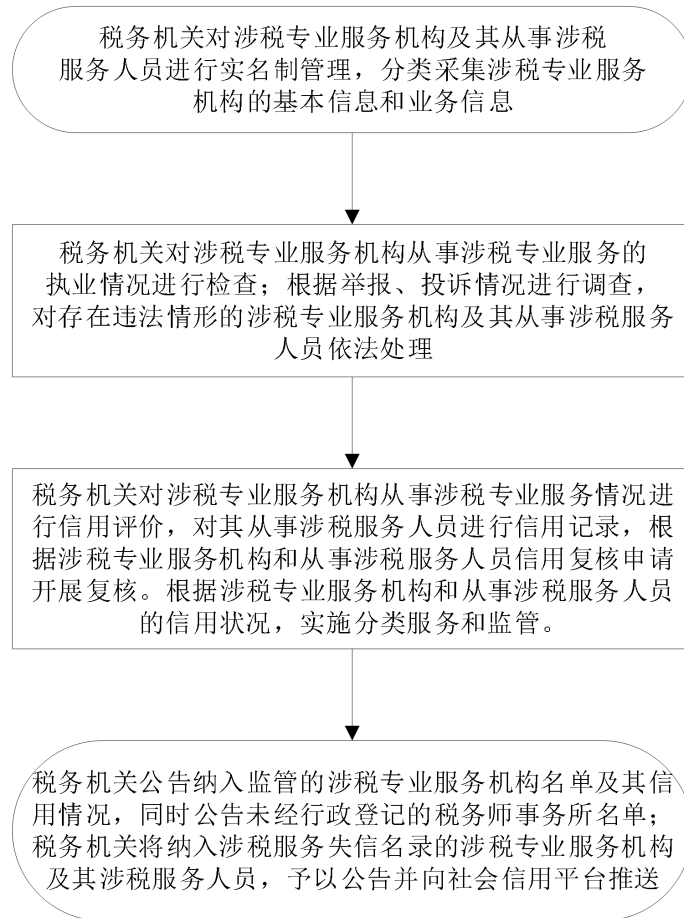 税务机关对涉税专业服务机构及其从事涉税
服务人员进行实名制管理，分类采集涉税专业服务
机构的基本信息和业务信息
税务机关对涉税专业服务机构从事涉税专业服务的
执业情况进行检查；根据举报、投诉情况进行调查，
对存在违法情形的涉税专业服务机构及其从事涉税服务
人员依法处理
税务机关对涉税专业服务机构从事涉税专业服务情况进
行信用评价，对其从事涉税服务人员进行信用记录，根
据涉税专业服务机构和从事涉税服务人员信用复核申请
开展复核。根据涉税专业服务机构和从事涉税服务人员
的信用状况，实施分类服务和监管。
税务机关公告纳入监管的涉税专业服务机构名单及其信
用情况，同时公告未经行政登记的税务师事务所名单；
税务机关将纳入涉税服务失信名录的涉税专业服务机构
及其涉税服务人员，予以公告并向社会信用平台推送